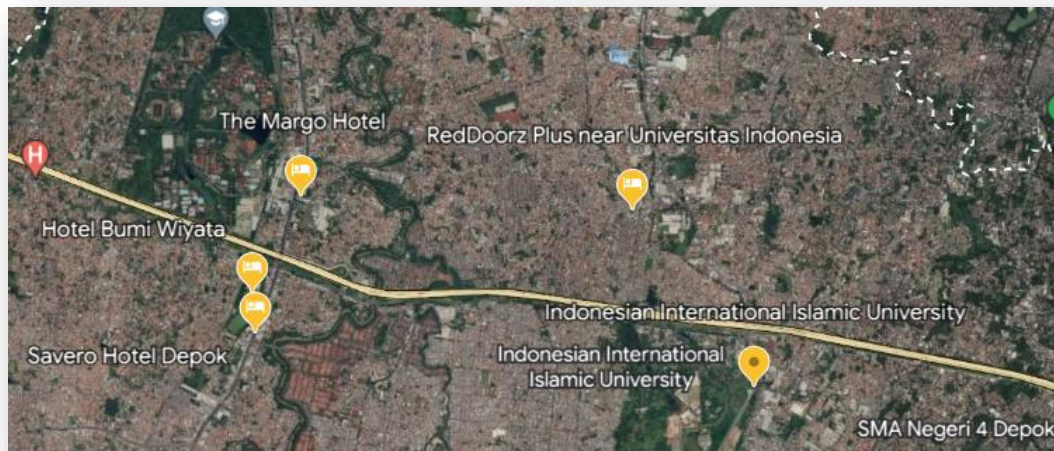 The Margo Hotel
RedDoorz Plus near Universitas Indonesia
H
Hotel Bumi Wiyata
Indonesian International Islamic University
Savero Hotel Depok
Indonesian International
Islamic University
SMA Negeri 4 Depok